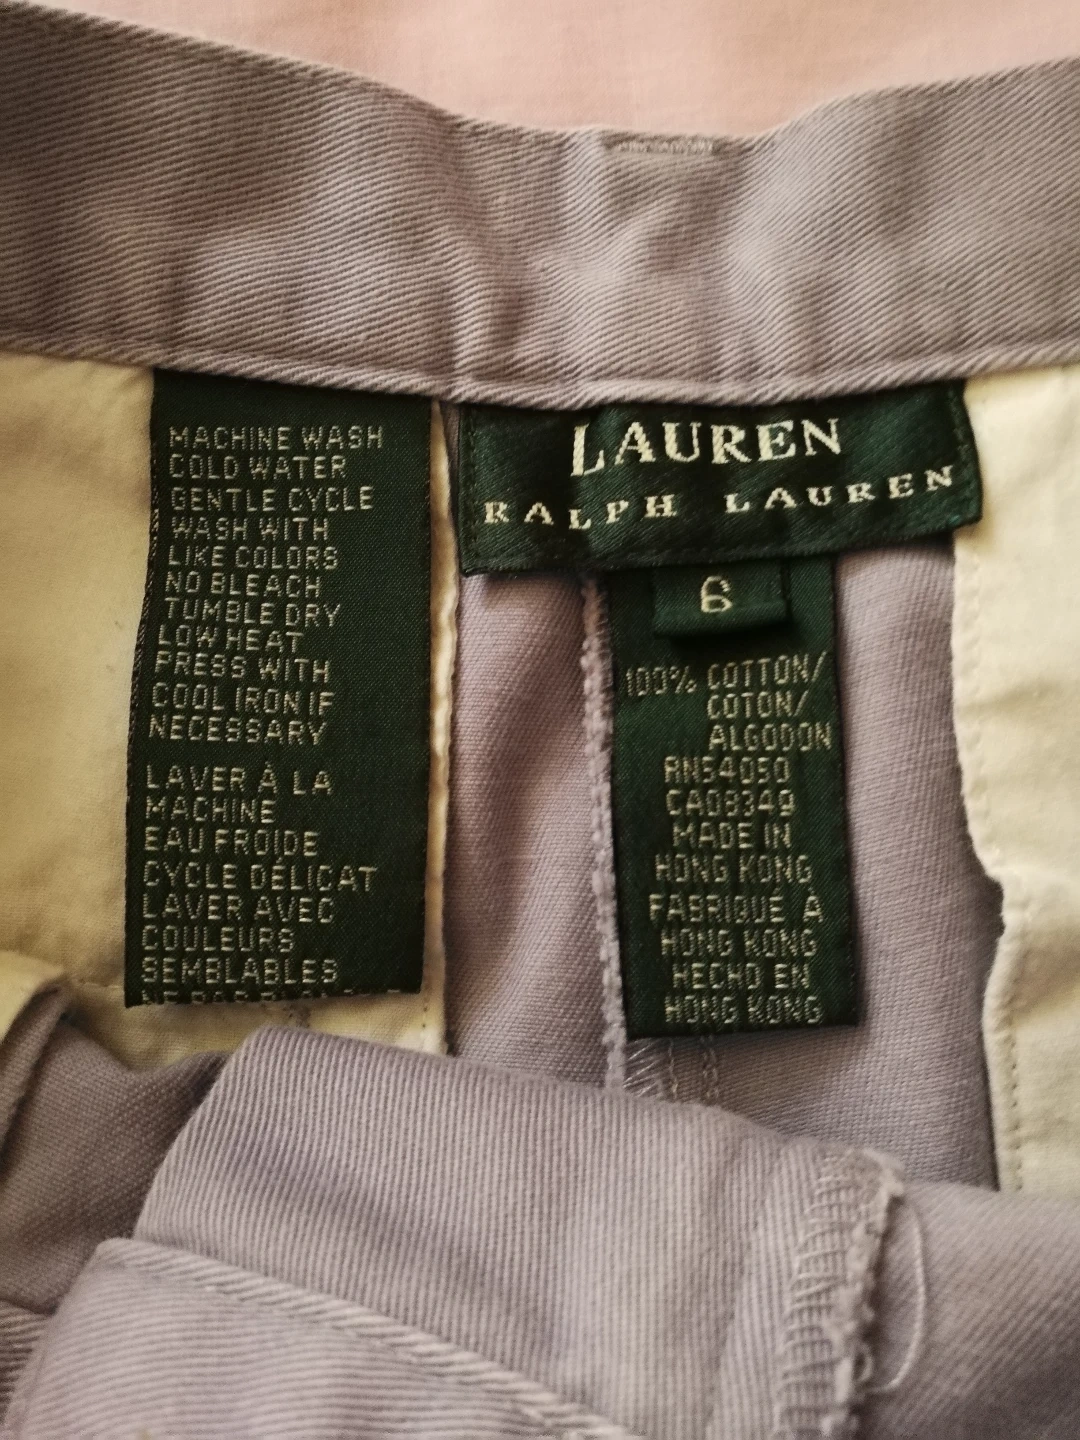 MACHINE WASH
COLD WATER
GENTLE CYCLE
WASH WITH
LIKE COLORS
NO BLEACH
TUMBLE DRY
LOW HEAT
PRESS WITH
COOL IRON IF
NECESSARY
LAVER À LA
MACHINE
EAU FROIDE
CYCLE DÉLICAT
LAVER AVEC
COULEURS
SEMBLABLES
LAUREN
RALPH LAUREN
6
100% COTTON/
COTON/
ALGODON
RN54050
CA08349
MADE IN
HONG KONG
FABRIQUÉ À
HONG KONG
HECHO EN
HONG KONG